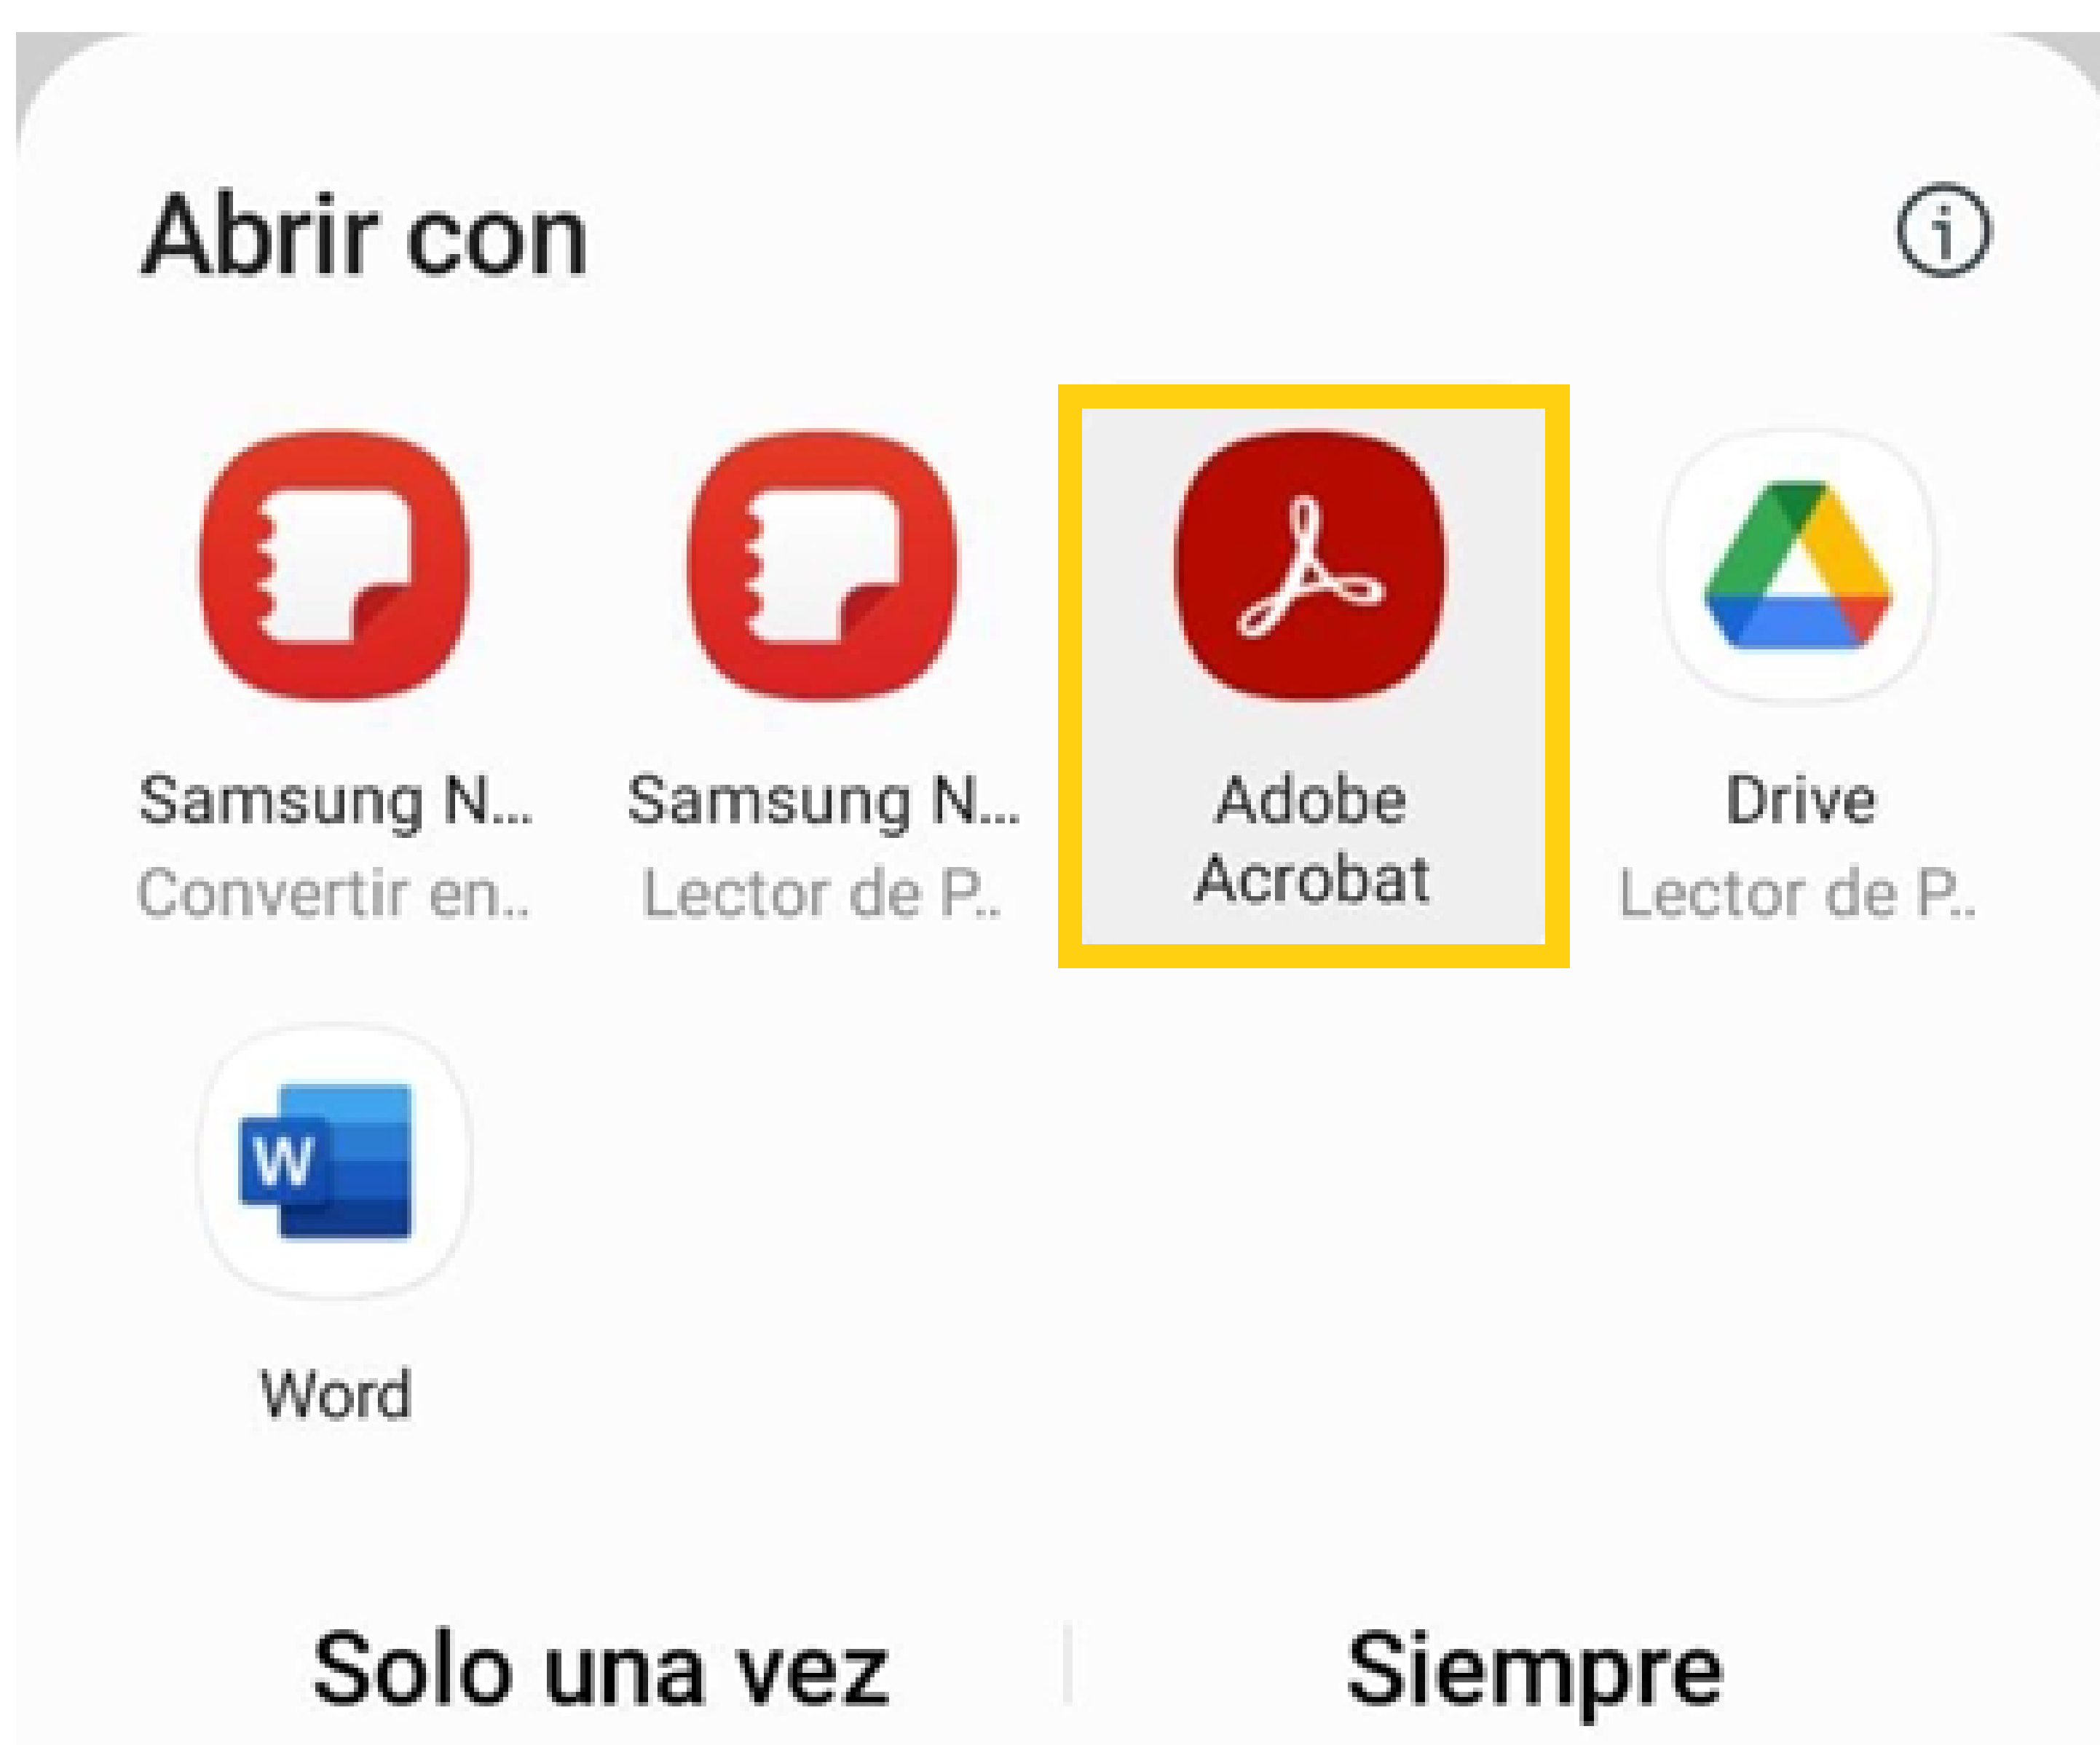 Abrir con
Samsung N...
Convertir en..
Samsung N...
Lector de P..
Adobe
Acrobat
Drive
Lector de P..
W
Word
Solo una vez
Siempre